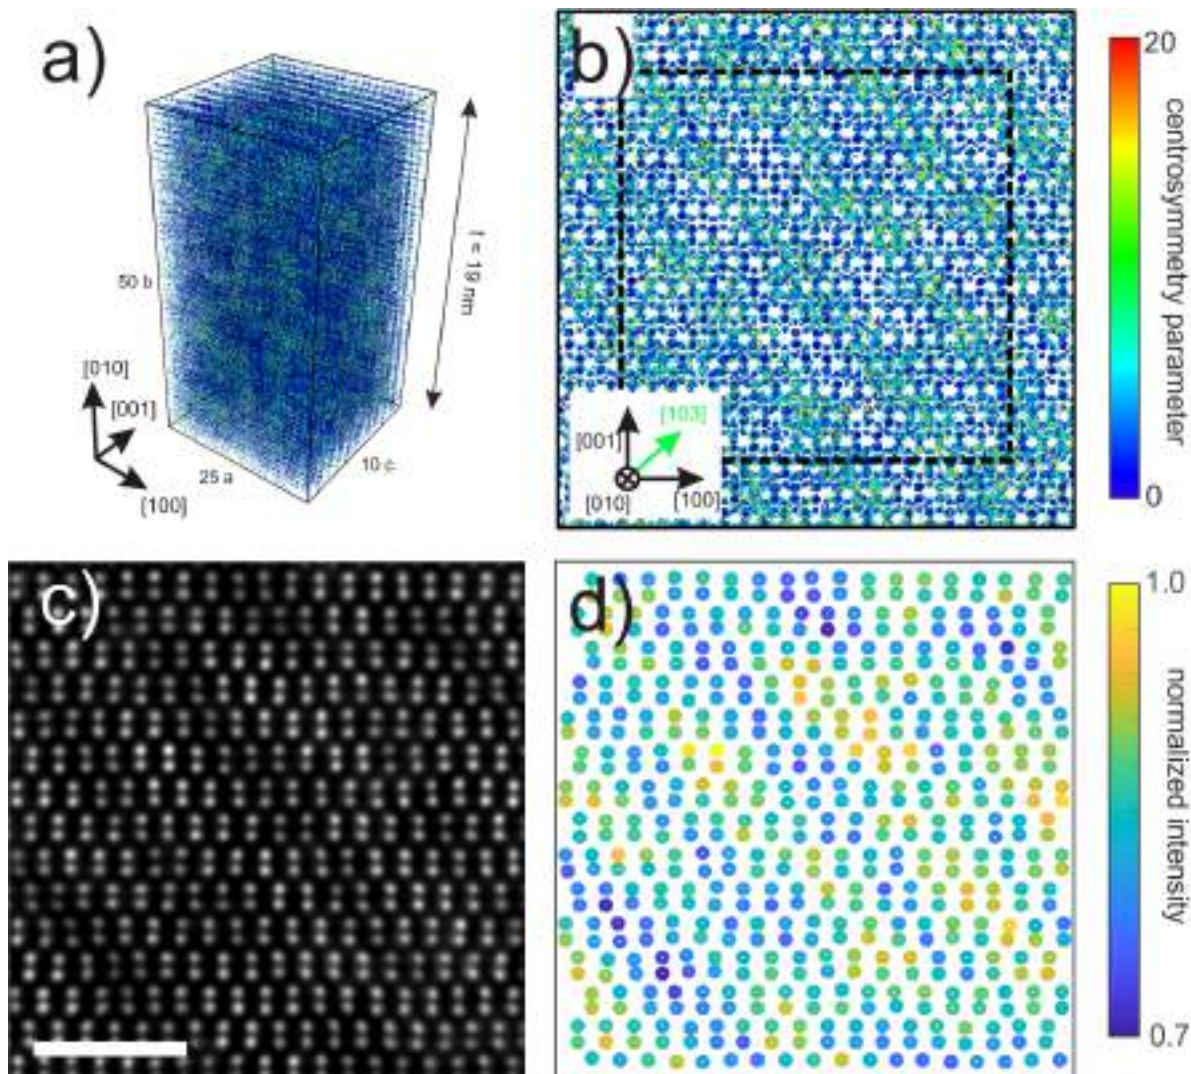 a)
50 b
t = 19 nm
[010]
[001]
[100]
25 a
10 c
b)
[103]
[001]
[010]
[100]
20
centrosymmetry parameter
0
c)
d)
1.0
normalized intensity
0.7